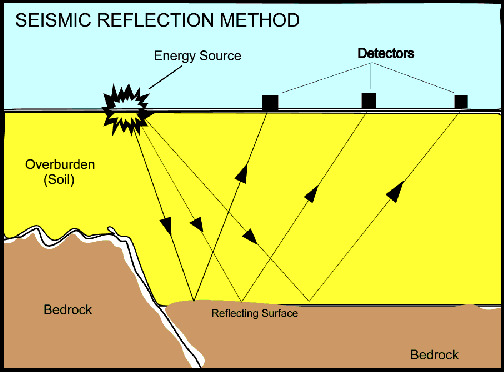 SEISMIC REFLECTION METHOD
Energy Source
Detectors
Overburden
(Soil)
Bedrock
Reflecting Surface
Bedrock